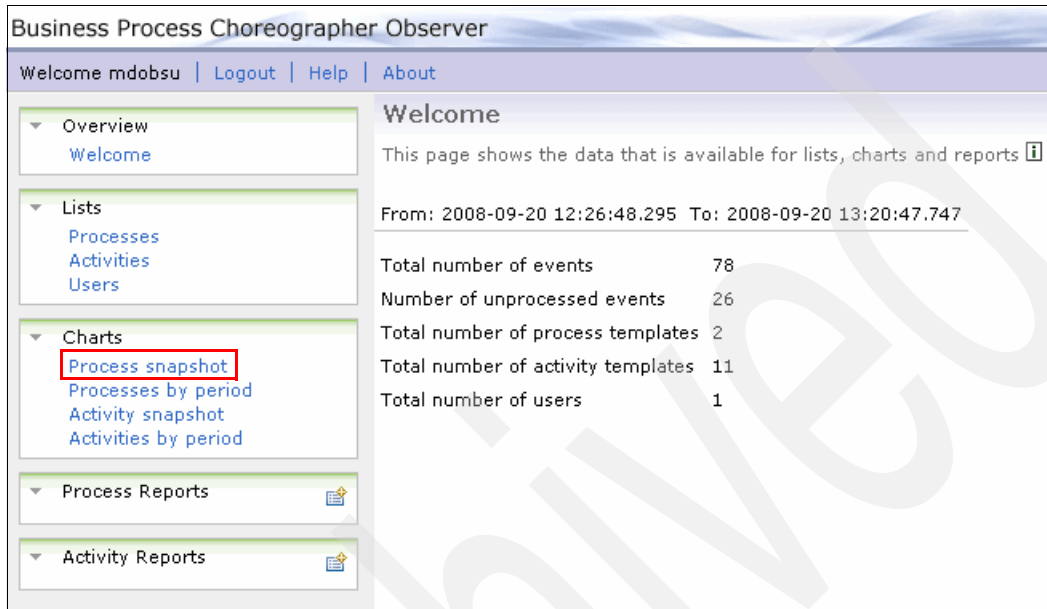 Business Process Choreographer Observer
Welcome mdobsu | Logout | Help | About
Overview
Welcome
Lists
Processes
Activities
Users
Charts
Process snapshot
Processes by period
Activity snapshot
Activities by period
Process Reports
Activity Reports
Welcome
This page shows the data that is available for lists, charts and reports
From: 2008-09-20 12:26:48.295 To: 2008-09-20 13:20:47.747
Total number of events 78
Number of unprocessed events 26
Total number of process templates 2
Total number of activity templates 11
Total number of users 1